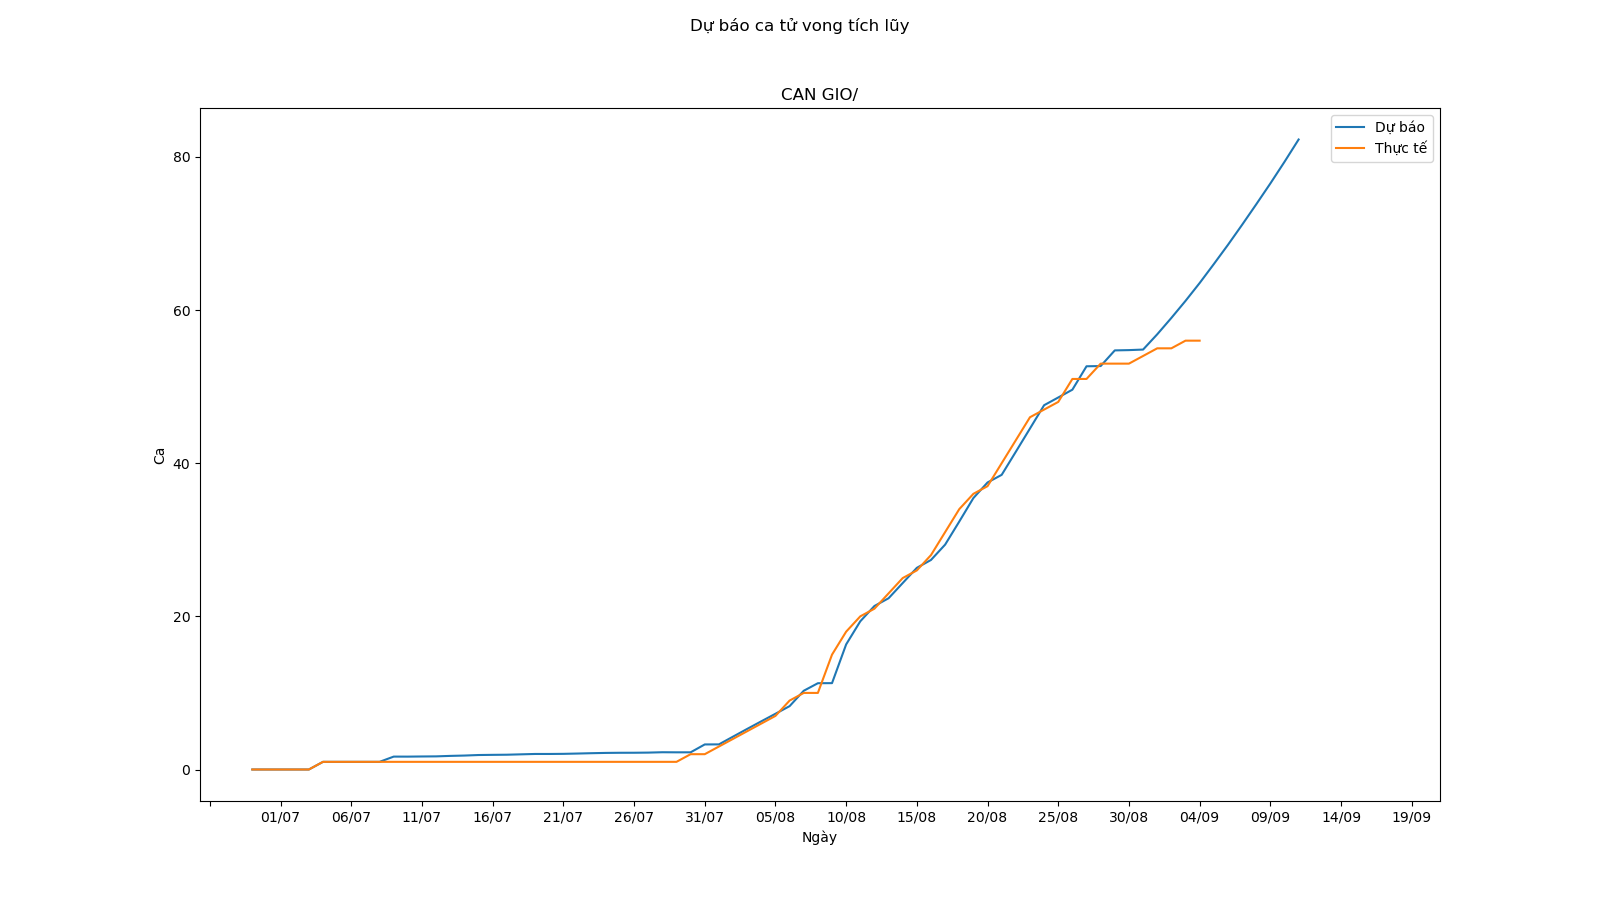 Dự báo ca tử vong tích lũy
CAN GIO/
Dự báo
Thực tế
80
60
40
20
0
Ca
01/07 06/07 11/07 16/07 21/07 26/07 31/07 05/08 10/08 15/08 20/08 25/08 30/08 04/09 09/09 14/09 19/09
Ngày